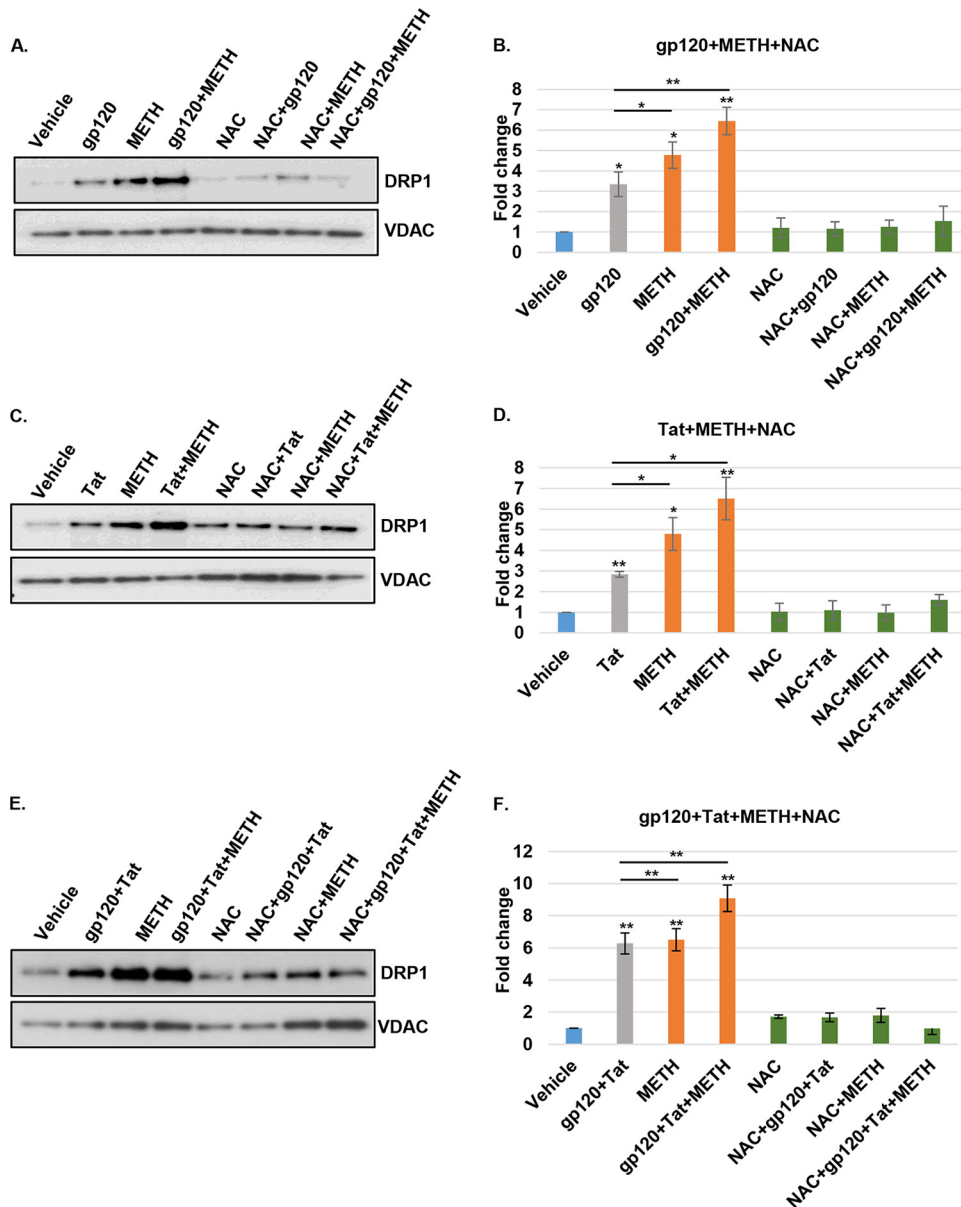 A.
Vehicle
gp120
METH
gp120+METH
NAC
NAC+gp120
NAC+METH
NAC+gp120+METH
DRP1
VDAC
B.
gp120+METH+NAC
Fold change
8
7
6
5
4
3
2
1
0
*
*
**
*
**
Vehicle
gp120
METH
gp120+METH
NAC
NAC+gp120
NAC+METH
NAC+gp120+METH
C.
Vehicle
Tat
METH
Tat+METH
NAC
NAC+Tat
NAC+METH
NAC+Tat+METH
DRP1
VDAC
D.
Tat+METH+NAC
Fold change
8
7
6
5
4
3
2
1
0
**
*
**
*
*
Vehicle
Tat
METH
Tat+METH
NAC
NAC+Tat
NAC+METH
NAC+Tat+METH
E.
Vehicle
gp120+Tat
METH
gp120+Tat+METH
NAC
NAC+gp120+Tat
NAC+METH
NAC+gp120+Tat+METH
DRP1
VDAC
F.
gp120+Tat+METH+NAC
Fold change
12
10
8
6
4
2
0
**
**
**
**
**
Vehicle
gp120+Tat
METH
gp120+Tat+METH
NAC
NAC+gp120+Tat
NAC+METH
NAC+gp120+Tat+METH